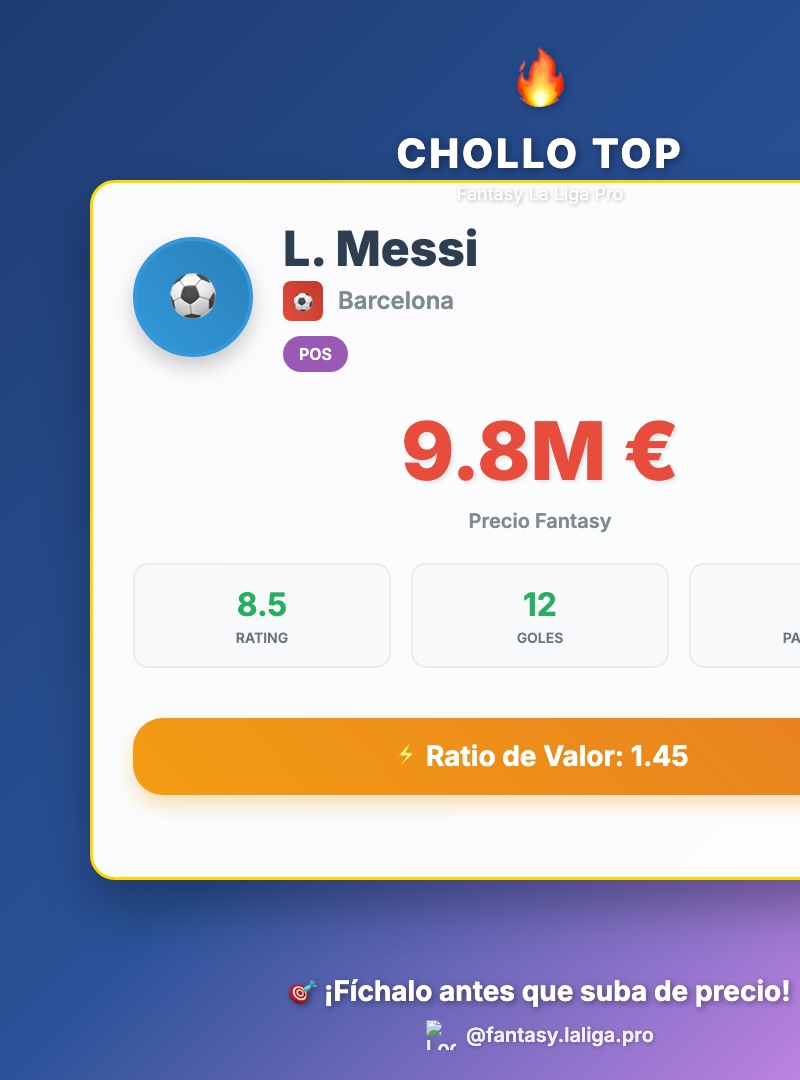 CHOLLO TOP
Fantasy La Liga Pro
L. Messi
Barcelona
POS
9.8M €
Precio Fantasy
8.5
RATING
12
GOLES
PA
⚡ Ratio de Valor: 1.45
🎯 ¡Fíchalo antes que suba de precio!
@fantasy.laliga.pro